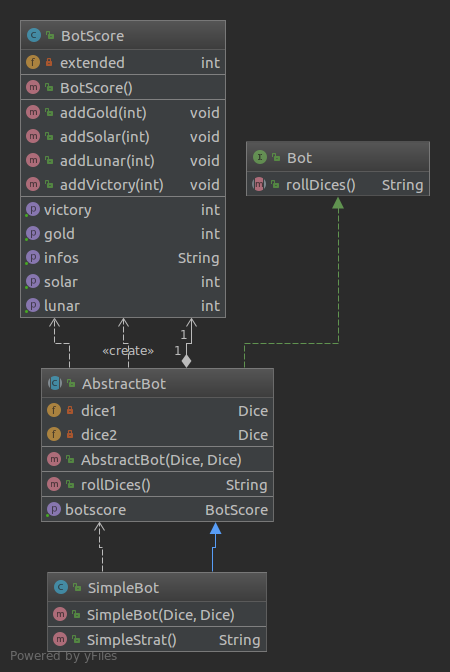 BotScore
extended int
BotScore()
addGold(int) void
addSolar(int) void
addLunar(int) void
addVictory(int) void
victory int
gold int
infos String
solar int
lunar int
Bot
rollDices() String
1
«create» 1
AbstractBot
dice1 Dice
dice2 Dice
AbstractBot(Dice, Dice)
rollDices() String
botscore BotScore
SimpleBot
SimpleBot(Dice, Dice)
SimpleStrat() String
Powered by yFiles